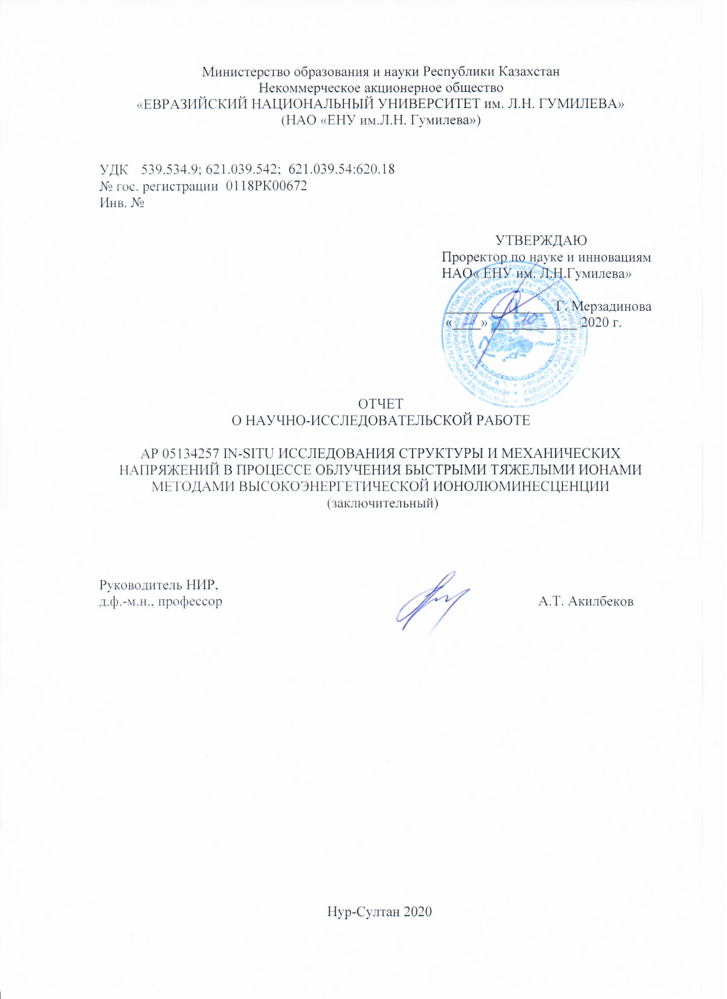 Министерство образования и науки Республики Казахстан
Некоммерческое акционерное общество
«ЕВРАЗИЙСКИЙ НАЦИОНАЛЬНЫЙ УНИВЕРСИТЕТ им. Л.Н. ГУМИЛЕВА»
(НАО «ЕНУ им.Л.Н. Гумилева»)
УДК 539.534.9; 621.039.542; 621.039.54:620.18
№ гос. регистрации 0118РК00672
Инв. №
УТВЕРЖДАЮ
Проректор по науке и инновациям
НАО« ЕНУ им. Л.Н.Гумилева»
_______________ Г. Мерзадинова
«____» 10 2020 г.
ОТЧЕТ
О НАУЧНО-ИССЛЕДОВАТЕЛЬСКОЙ РАБОТЕ
АР 05134257 IN-SITU ИССЛЕДОВАНИЯ СТРУКТУРЫ И МЕХАНИЧЕСКИХ
НАПРЯЖЕНИЙ В ПРОЦЕССЕ ОБЛУЧЕНИЯ БЫСТРЫМИ ТЯЖЕЛЫМИ ИОНАМИ
МЕТОДАМИ ВЫСОКОЭНЕРГЕТИЧЕСКОЙ ИОНОЛЮМИНЕСЦЕНЦИИ
(заключительный)
Руководитель НИР,
д.ф.-м.н., профессор А.Т. Акилбеков
Нур-Султан 2020